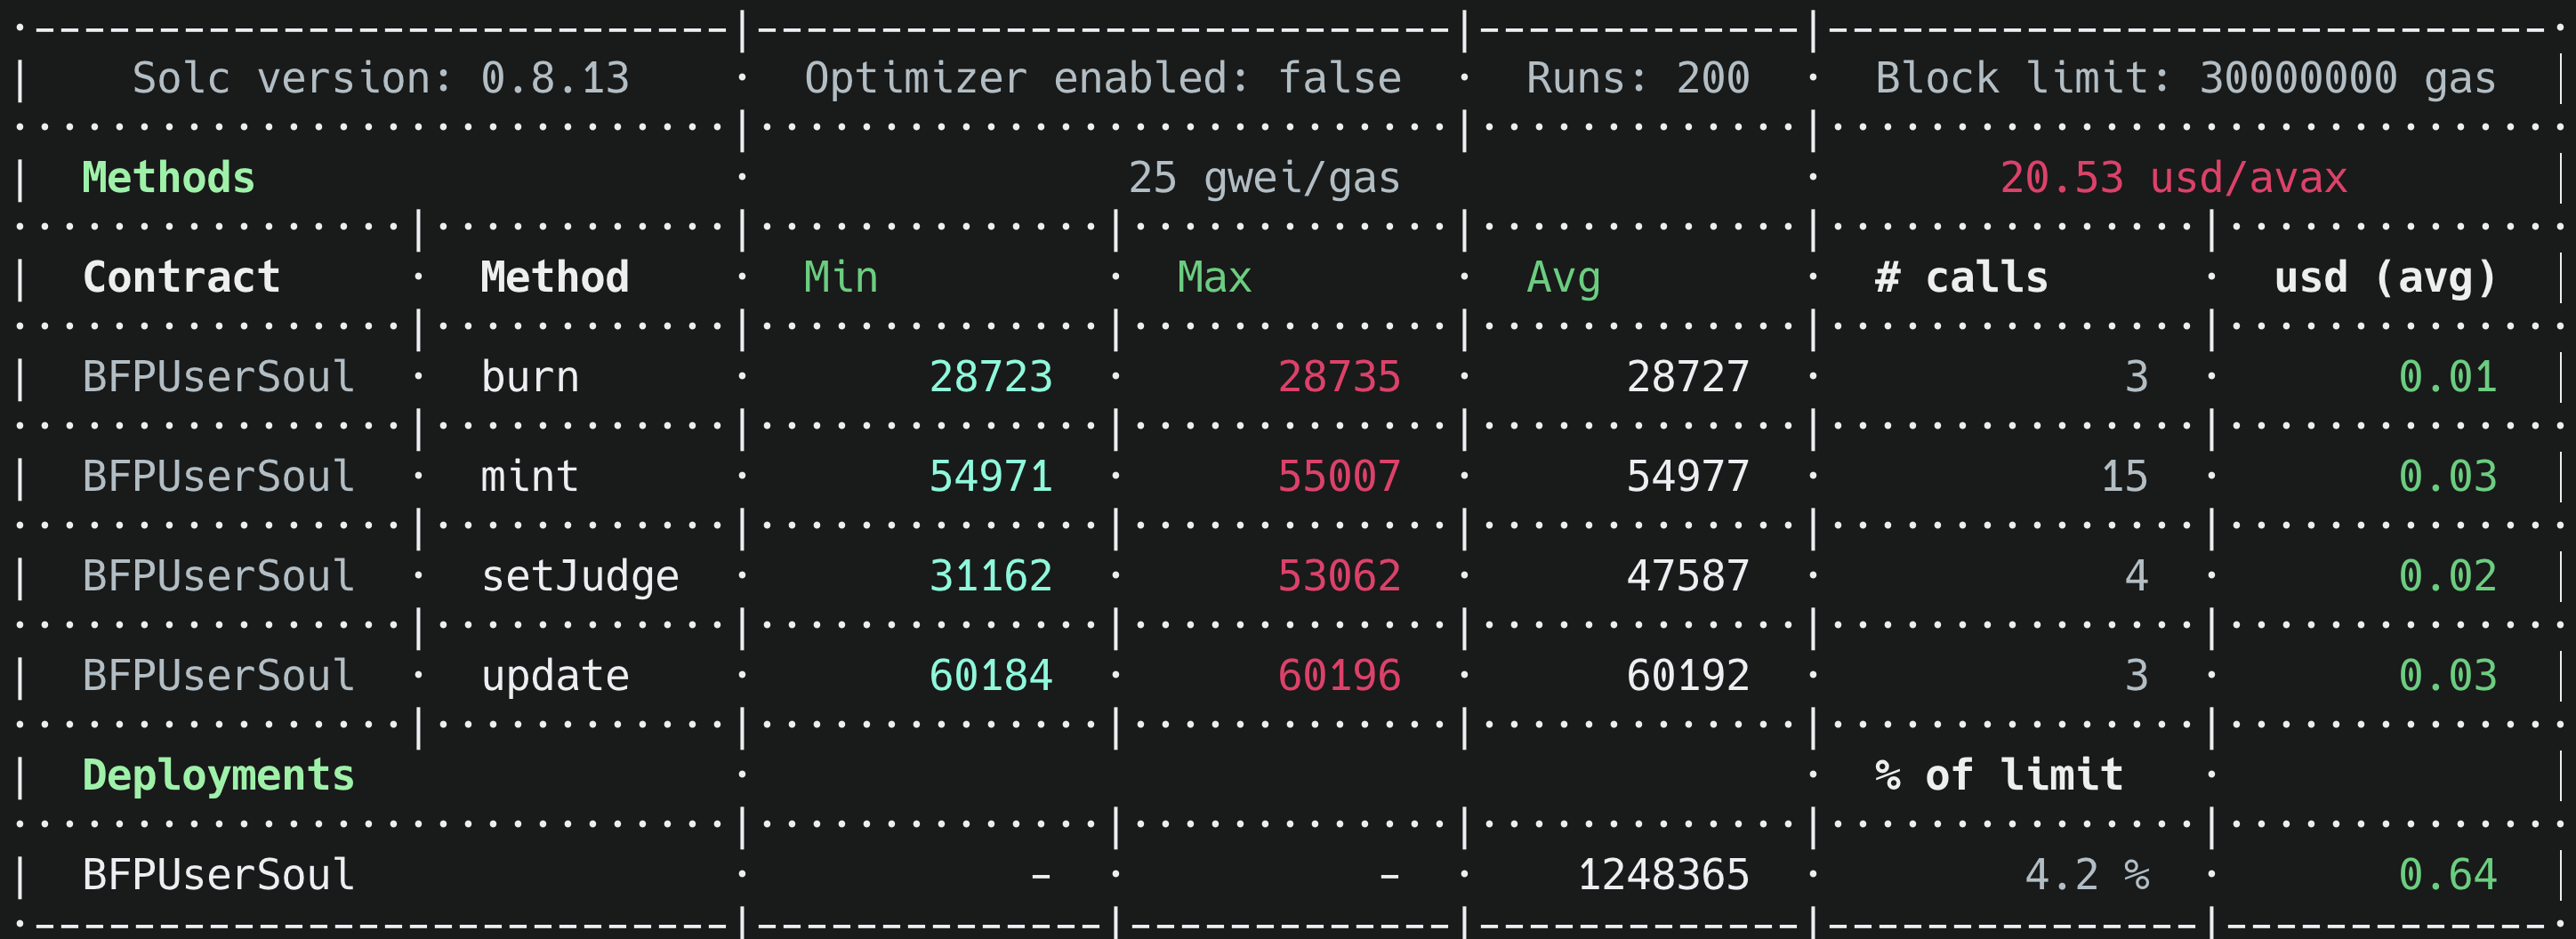 Solc version: 0.8.13 · Optimizer enabled: false · Runs: 200 · Block limit: 30000000 gas
Methods · 25 gwei/gas · 20.53 usd/avax
Contract · Method · Min · Max · Avg · # calls · usd (avg)
BFPUserSoul · burn · 28723 · 28735 · 28727 · 3 · 0.01
BFPUserSoul · mint · 54971 · 55007 · 54977 · 15 · 0.03
BFPUserSoul · setJudge · 31162 · 53062 · 47587 · 4 · 0.02
BFPUserSoul · update · 60184 · 60196 · 60192 · 3 · 0.03
Deployments · · % of limit ·
BFPUserSoul · - · - · 1248365 · 4.2 % · 0.64